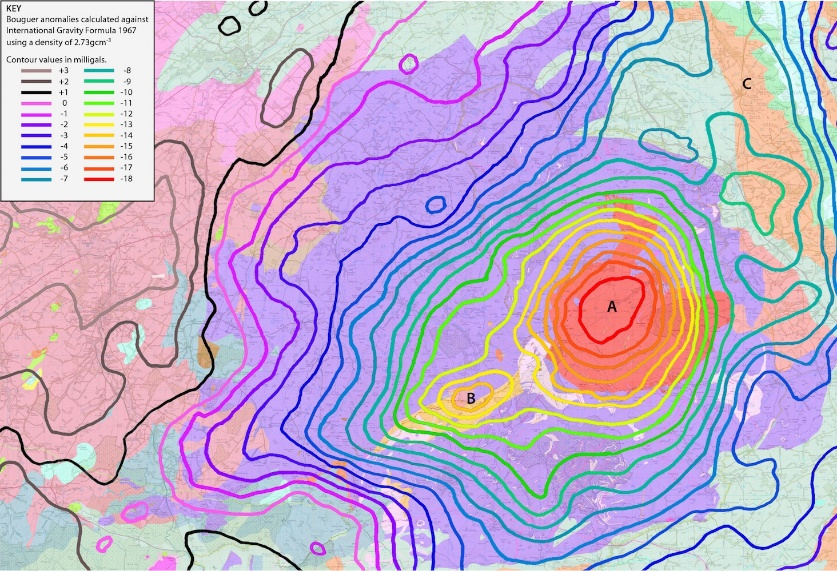 KEY
Bouguer anomalies calculated against
International Gravity Formula 1967
using a density of 2.73gcm⁻³
Contour values in milligals.
+3 -8
+2 -9
+1 -10
0 -11
-1 -12
-2 -13
-3 -14
-4 -15
-5 -16
-6 -17
-7 -18
C
A
B